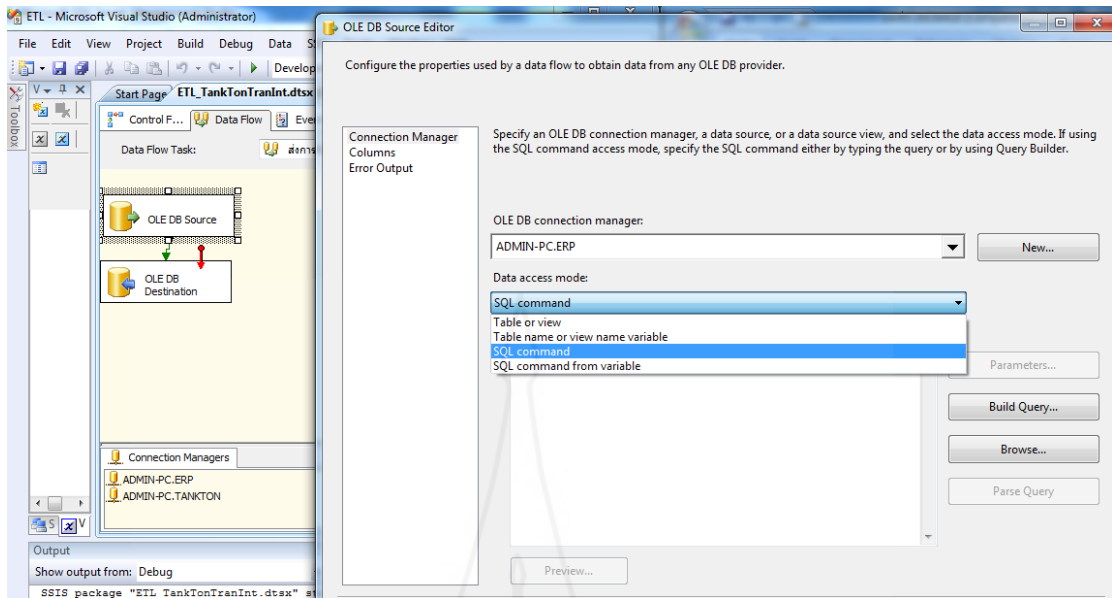 ETL - Microsoft Visual Studio (Administrator)
File Edit View Project Build Debug Data
Develop
Toolbox
V
Start Page ETL_TankTonTranInt.dtsx
Control F... Data Flow Eve
Data Flow Task: ส่งการ
OLE DB Source
OLE DB
Destination
Connection Managers
ADMIN-PC.ERP
ADMIN-PC.TANKTON
S V
Output
Show output from: Debug
SSIS package "ETL_TankTonTranInt.dtsx"
OLE DB Source Editor
Configure the properties used by a data flow to obtain data from any OLE DB provider.
Connection Manager
Columns
Error Output
Specify an OLE DB connection manager, a data source, or a data source view, and select the data access mode. If using
the SQL command access mode, specify the SQL command either by typing the query or by using Query Builder.
OLE DB connection manager:
ADMIN-PC.ERP New...
Data access mode:
SQL command
Table or view
Table name or view name variable
SQL command
SQL command from variable
Parameters...
Build Query...
Browse...
Parse Query
Preview...